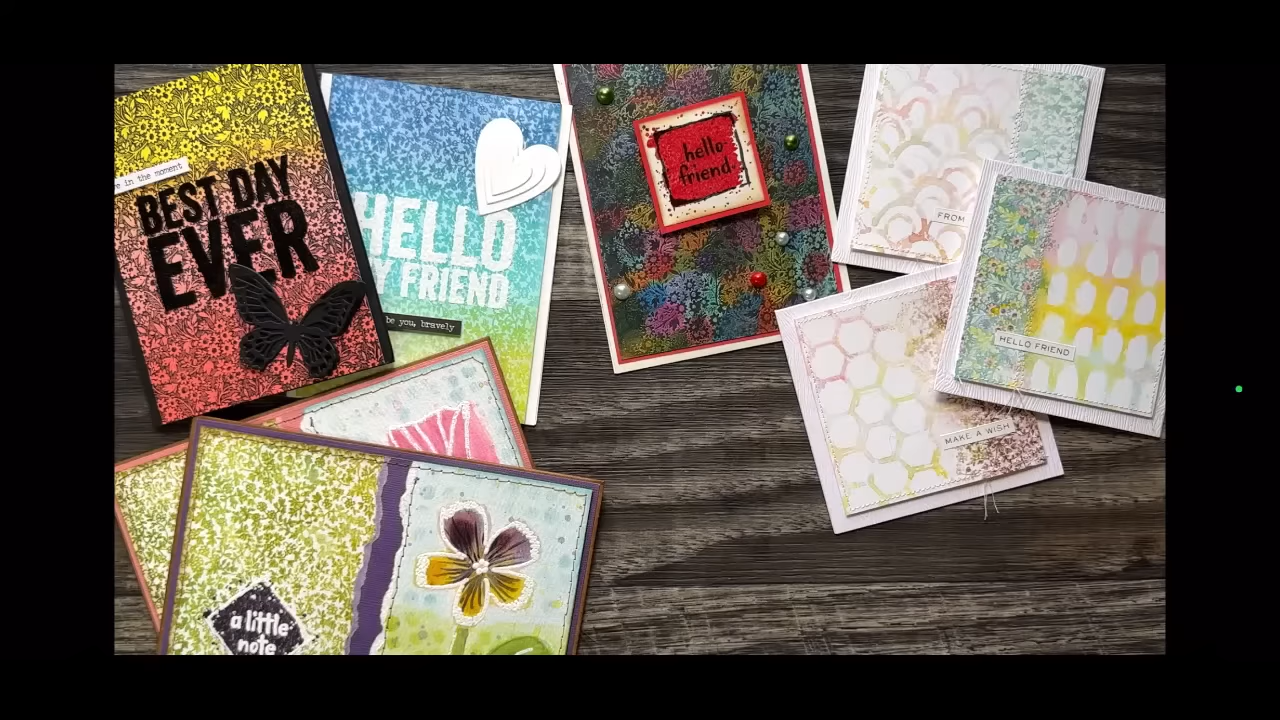 in the moment
BEST DAY
EVER
HELLO
FRIEND
be you, bravely
hello
friend.
FROM
HELLO FRIEND
MAKE A WISH
a little
note